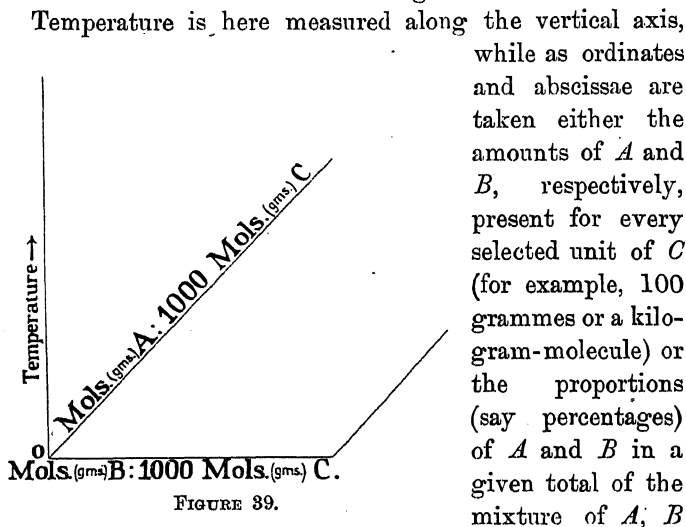 Temperature is here measured along the vertical axis,
while as ordinates
and abscissae are
taken either the
amounts of A and
B, respectively,
present for every
selected unit of C
(for example, 100
grammes or a kilo-
gram-molecule) or
the proportions
(say percentages)
of A and B in a
given total of the
mixture of A, B
Temperature→
Mols.(gms.)A: 1000 Mols.(gms.) C
0
Mols.(gms)B: 1000 Mols.(gms) C.
FIGURE 39.